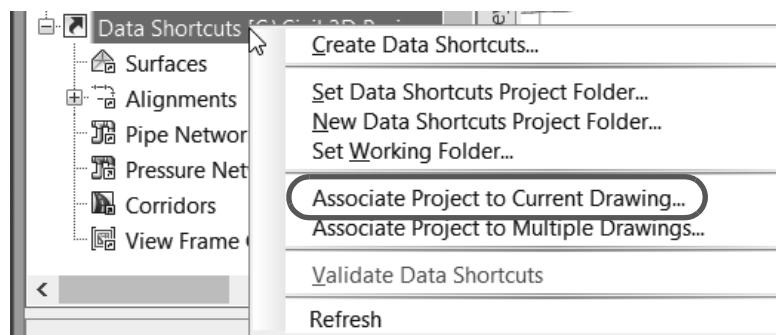 Data Shortcuts [C:\Civil 3D
Surfaces
Alignments
Pipe Networ
Pressure Net
Corridors
View Frame
Create Data Shortcuts...
Set Data Shortcuts Project Folder...
New Data Shortcuts Project Folder...
Set Working Folder...
Associate Project to Current Drawing...
Associate Project to Multiple Drawings...
Validate Data Shortcuts
Refresh